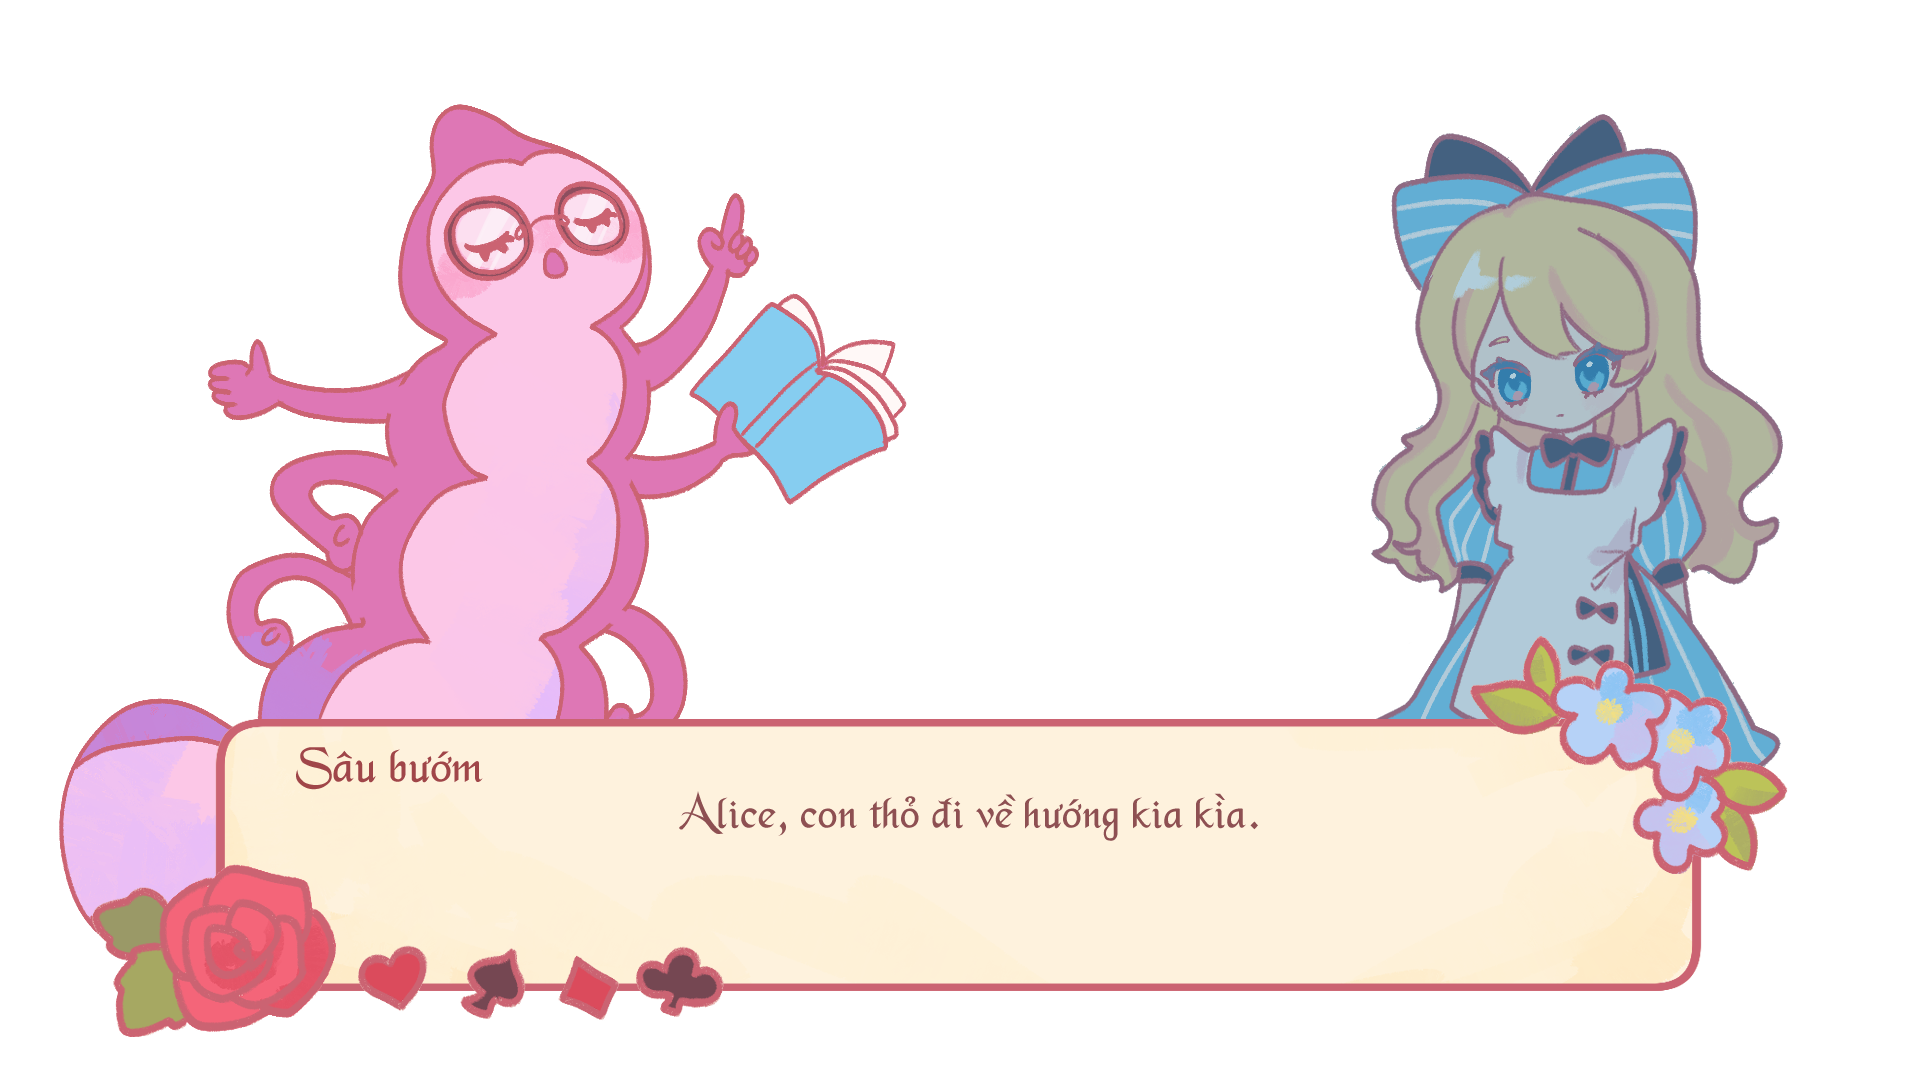 Sâu bướm
Alice, con thỏ đi về hướng kia kìa.